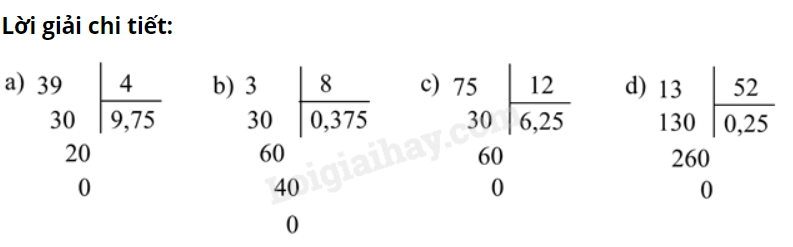 Lời giải chi tiết:
a) 39 4 b) 3 8 c) 75 12 d) 13 52
30 9,75 30 0,375 30 6,25 130 0,25
20 60 60 260
0 40 0 0
0
Loigiaihay.com